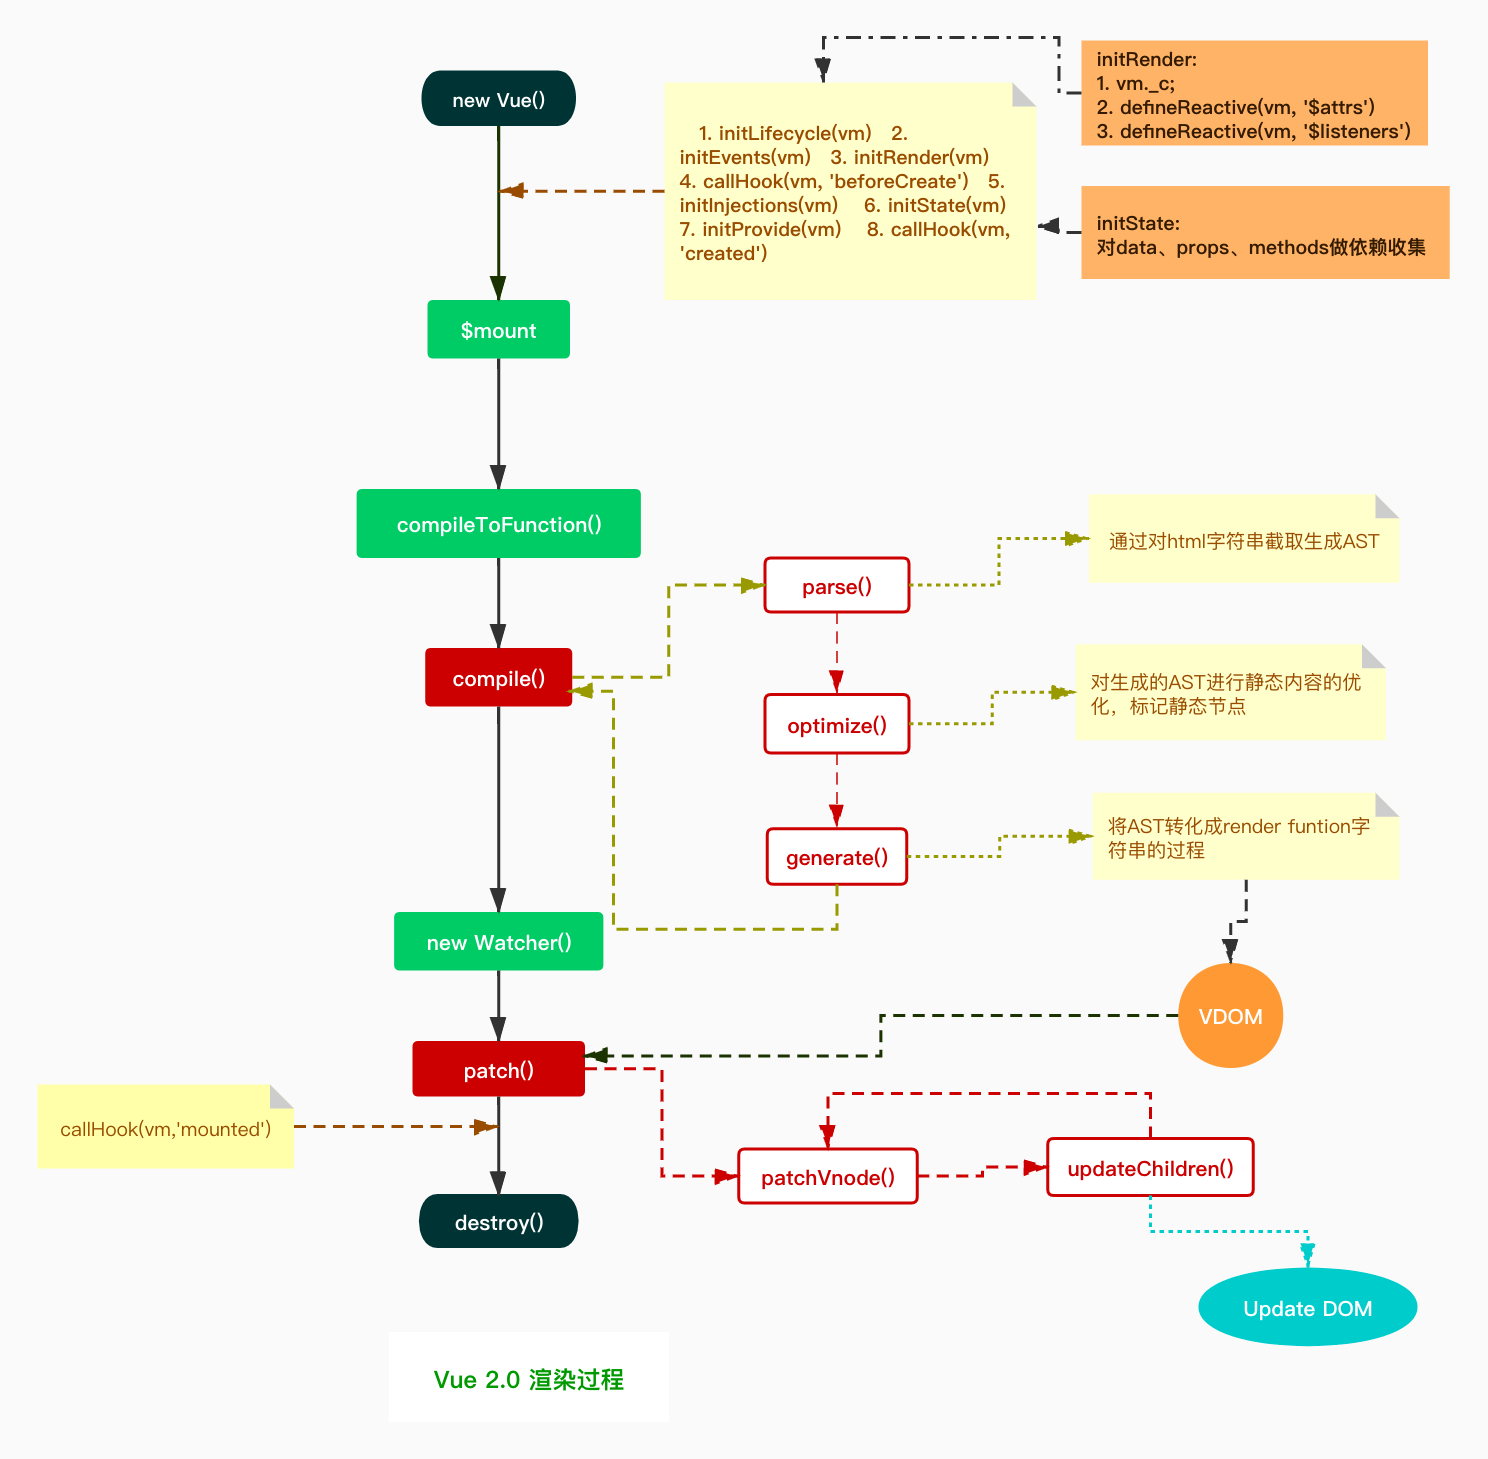 new Vue()
initRender:
1. vm._c;
2. defineReactive(vm, '$attrs')
3. defineReactive(vm, '$listeners')
1. initLifecycle(vm) 2.
initEvents(vm) 3. initRender(vm)
4. callHook(vm, 'beforeCreate') 5.
initInjections(vm) 6. initState(vm)
7. initProvide(vm) 8. callHook(vm,
'created')
initState:
对data、props、methods做依赖收集
$mount
compileToFunction()
通过对html字符串截取生成AST
parse()
compile()
对生成的AST进行静态内容的优
化，标记静态节点
optimize()
将AST转化成render funtion字
符串的过程
generate()
new Watcher()
VDOM
patch()
callHook(vm,'mounted')
patchVnode()
updateChildren()
destroy()
Update DOM
Vue 2.0 渲染过程